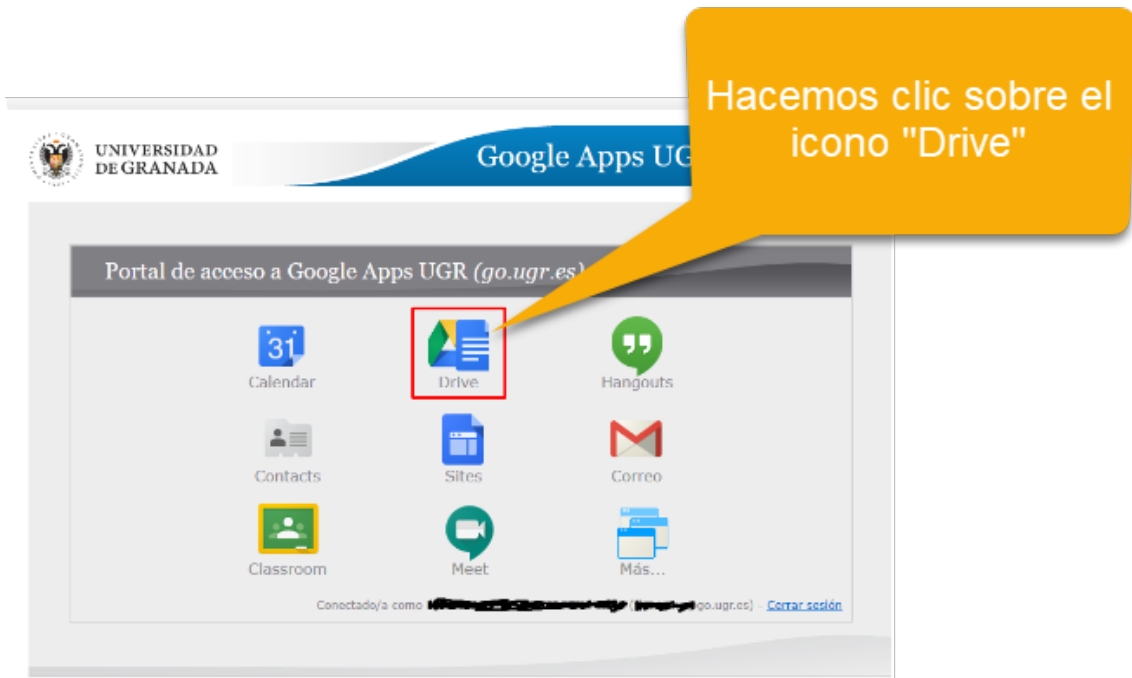 Hacemos clic sobre el
icono "Drive"
UNIVERSIDAD
DE GRANADA
Google Apps
Portal de acceso a Google Apps UGR (go.ugr.es)
31
Calendar
Drive
Hangouts
Contacts
Sites
Correo
Classroom
Meet
Más...
Conectado/a como ( go.ugr.es) - Cerrar sesión